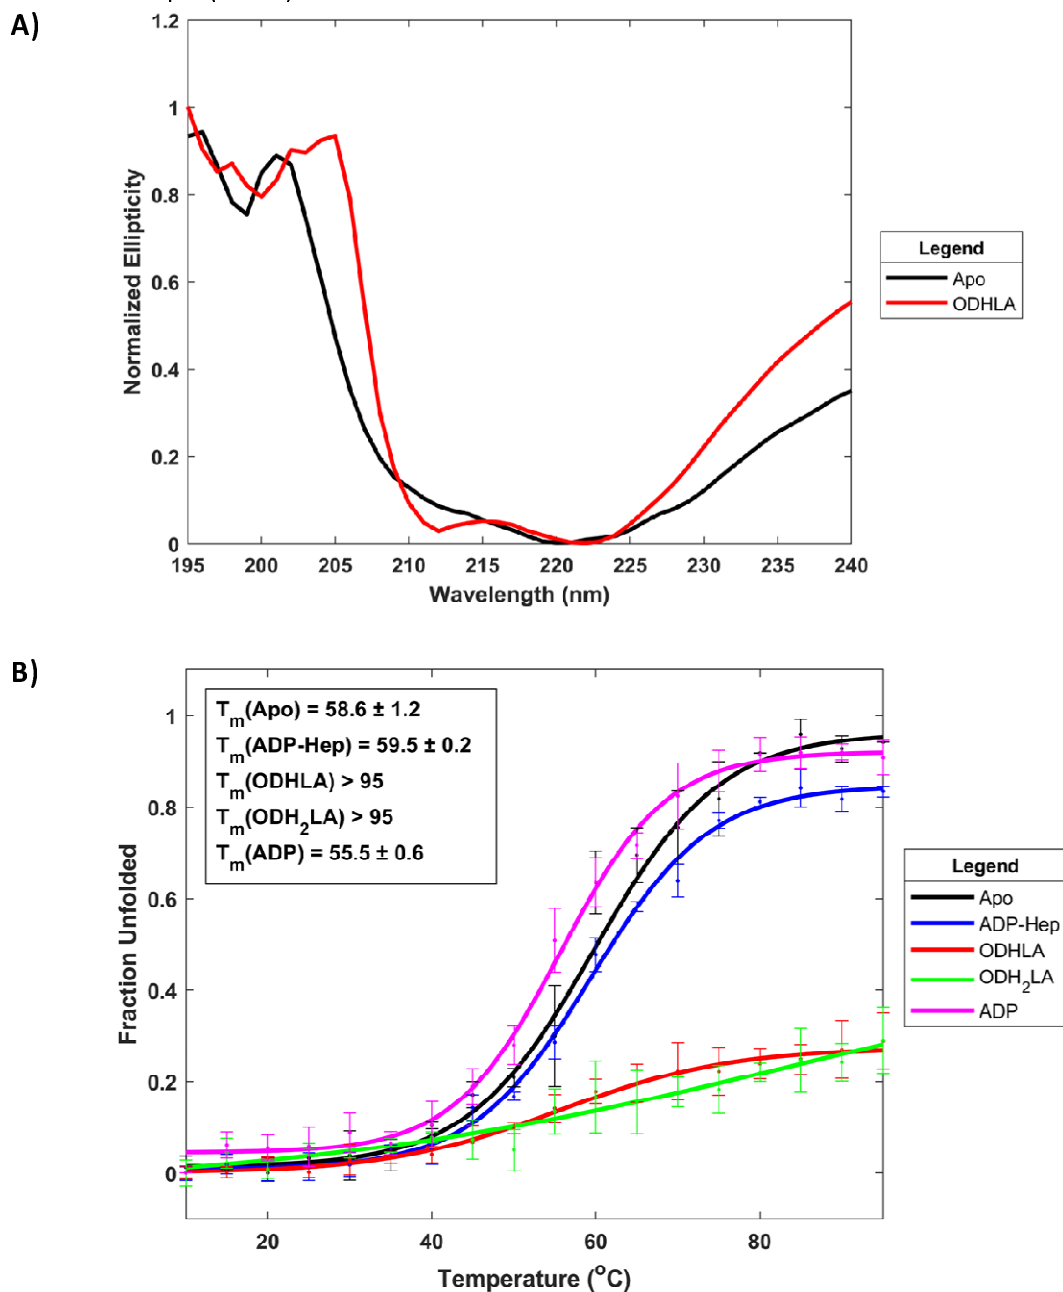 A)
1.2
1
0.8
0.6
0.4
0.2
0
Normalized Ellipticity
195 200 205 210 215 220 225 230 235 240
Wavelength (nm)
Legend
Apo
ODHLA
B)
Tm(Apo) = 58.6 ± 1.2
Tm(ADP-Hep) = 59.5 ± 0.2
Tm(ODHLA) > 95
Tm(ODH2LA) > 95
Tm(ADP) = 55.5 ± 0.6
1
0.8
0.6
0.4
0.2
0
Fraction Unfolded
20 40 60 80
Temperature (°C)
Legend
Apo
ADP-Hep
ODHLA
ODH2LA
ADP